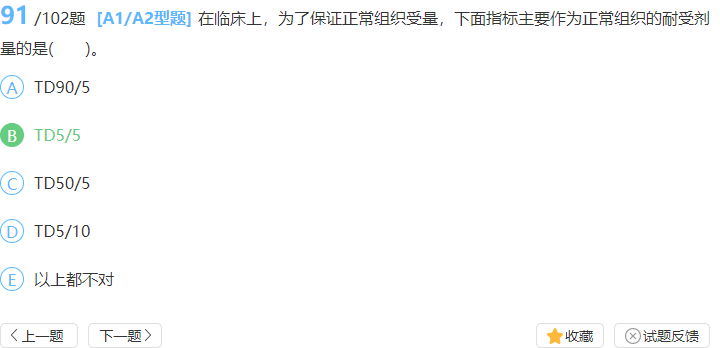 91 /102题 [A1/A2型题] 在临床上，为了保证正常组织受量，下面指标主要作为正常组织的耐受剂
量的是(　　)。
A TD90/5
B TD5/5
C TD50/5
D TD5/10
E 以上都不对
上一题 下一题 收藏 试题反馈